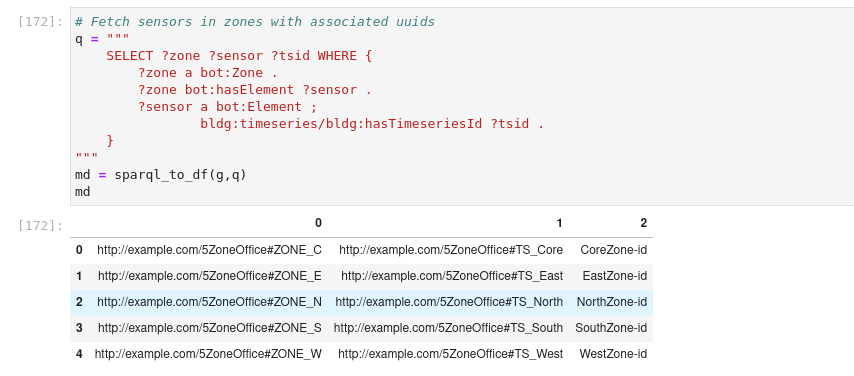 [172]: # Fetch sensors in zones with associated uuids
q = """
    SELECT ?zone ?sensor ?tsid WHERE {
        ?zone a bot:Zone .
        ?zone bot:hasElement ?sensor .
        ?sensor a bot:Element ;
                bldg:timeseries/bldg:hasTimeseriesId ?tsid .
    }
"""
md = sparql_to_df(g,q)
md
[172]: 0 1 2
0 http://example.com/5ZoneOffice#ZONE_C http://example.com/5ZoneOffice#TS_Core CoreZone-id
1 http://example.com/5ZoneOffice#ZONE_E http://example.com/5ZoneOffice#TS_East EastZone-id
2 http://example.com/5ZoneOffice#ZONE_N http://example.com/5ZoneOffice#TS_North NorthZone-id
3 http://example.com/5ZoneOffice#ZONE_S http://example.com/5ZoneOffice#TS_South SouthZone-id
4 http://example.com/5ZoneOffice#ZONE_W http://example.com/5ZoneOffice#TS_West WestZone-id